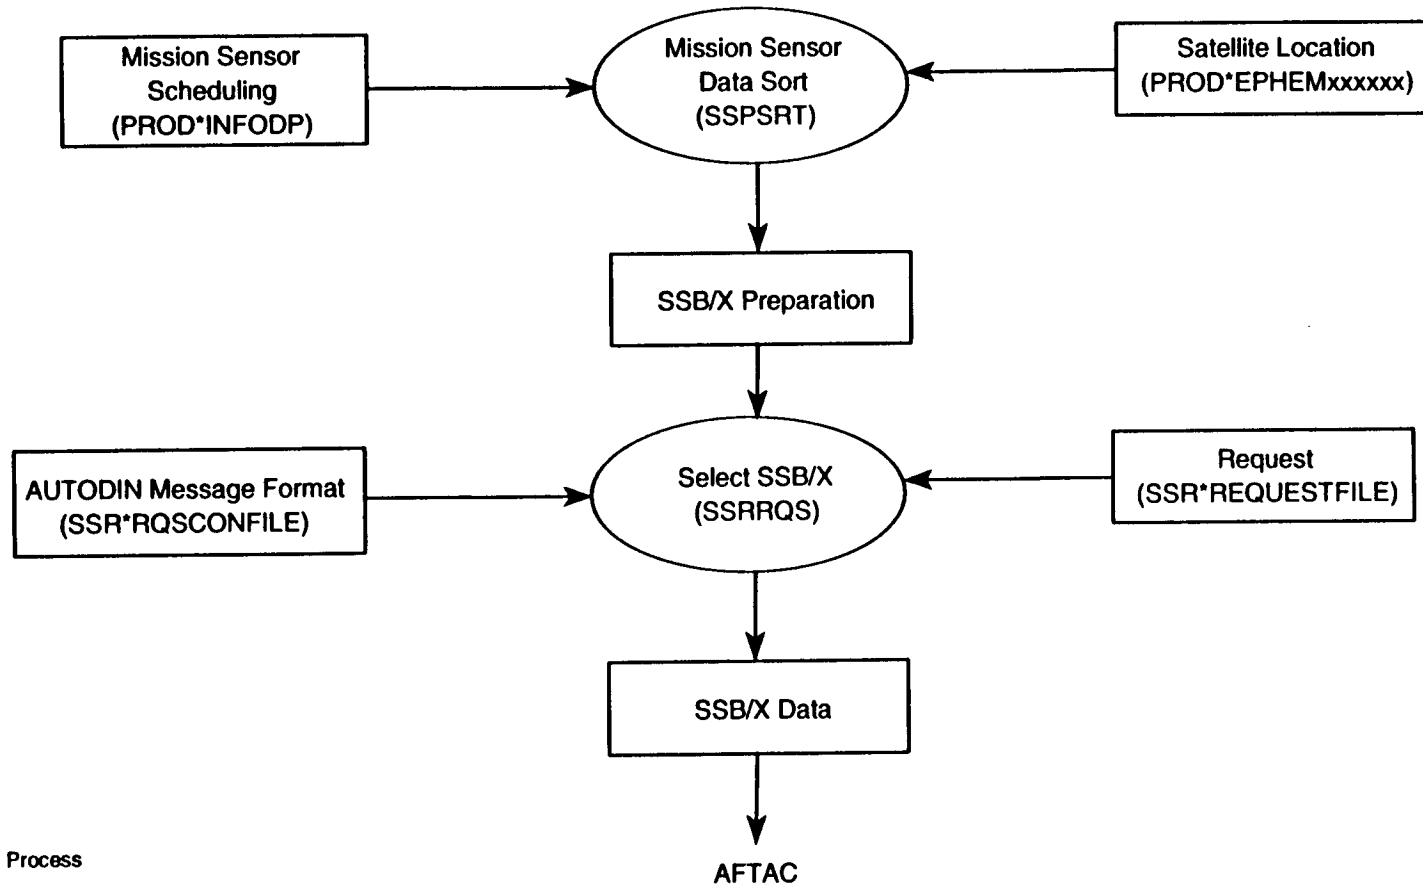 Mission Sensor
Scheduling
(PROD*INFODP)
Mission Sensor
Data Sort
(SSPSRT)
Satellite Location
(PROD*EPHEMxxxxxx)
SSB/X Preparation
AUTODIN Message Format
(SSR*RQSCONFILE)
Select SSB/X
(SSRRQS)
Request
(SSR*REQUESTFILE)
SSB/X Data
Process
AFTAC